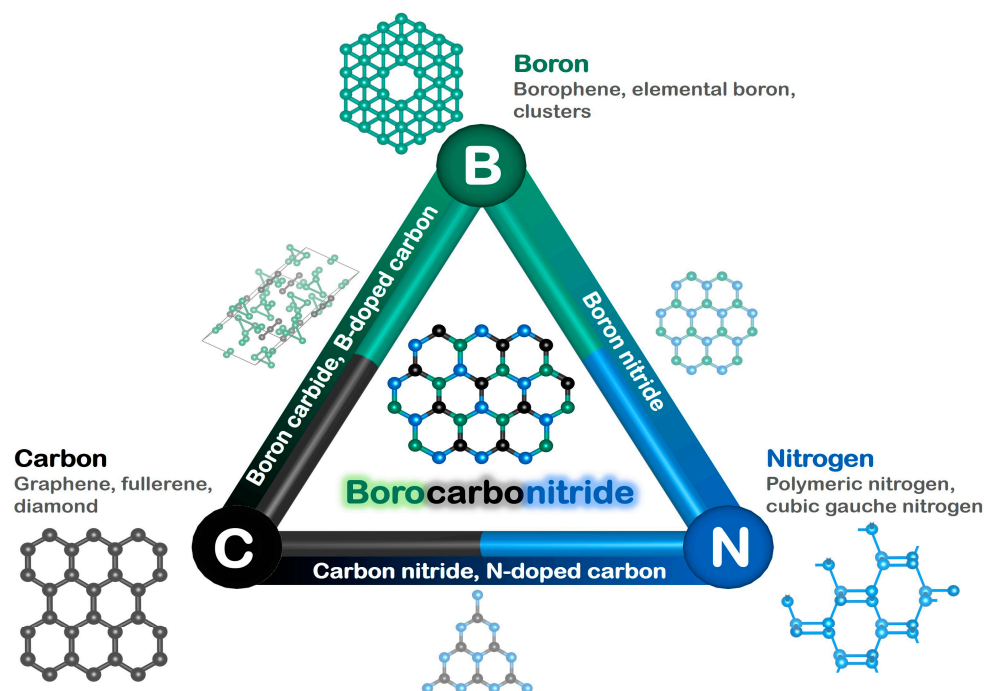 Boron
Borophene, elemental boron,
clusters
B
Boron carbide, B-doped carbon
Boron nitride
Borocarbonitride
Carbon
Graphene, fullerene,
diamond
Nitrogen
Polymeric nitrogen,
cubic gauche nitrogen
C
N
Carbon nitride, N-doped carbon